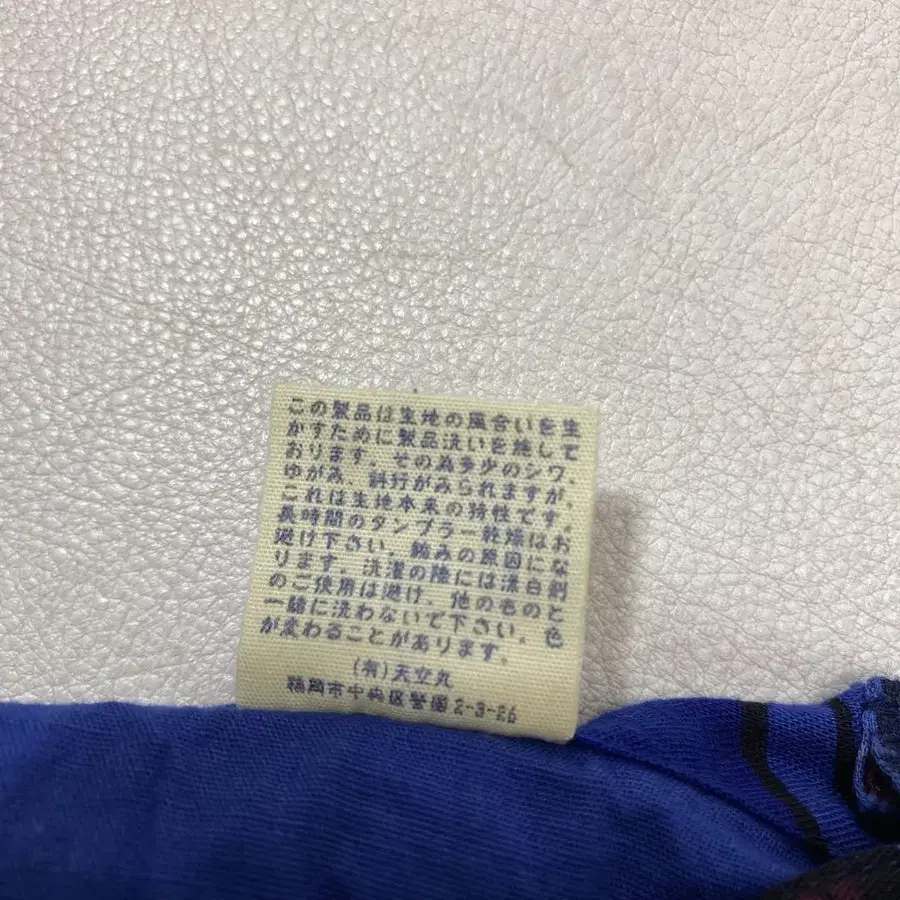 この製品は生地の風合いを生
かすために製品洗いを施して
おります。その為多少のシワ、
ゆがみ、斜行がみられますが、
これは生地本来の特性です。
長時間のタンブラー乾燥はお
避け下さい。縮みの原因にな
ります。洗濯の際には漂白剤
のご使用は避け、他のものと
一緒に洗わないで下さい。色
が変わることがあります。
(有)天立丸
福岡市中央区警固2-3-26